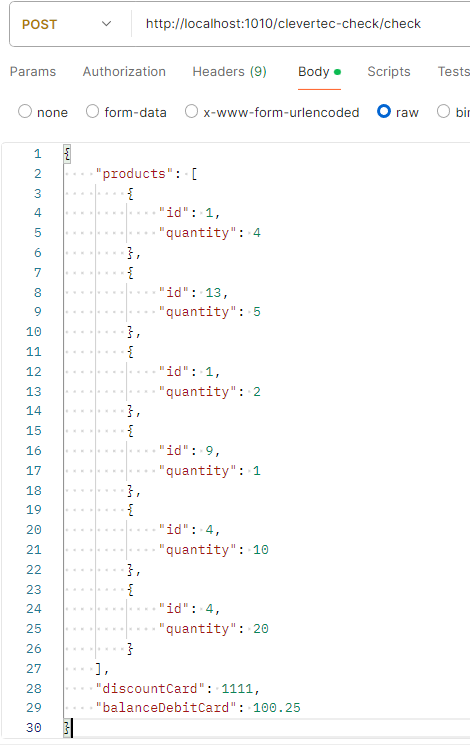 POST http://localhost:1010/clevertec-check/check
Params Authorization Headers (9) Body Scripts Tests
none form-data x-www-form-urlencoded raw bin
1 {
2 "products": [
3 {
4 "id": 1,
5 "quantity": 4
6 },
7 {
8 "id": 13,
9 "quantity": 5
10 },
11 {
12 "id": 1,
13 "quantity": 2
14 },
15 {
16 "id": 9,
17 "quantity": 1
18 },
19 {
20 "id": 4,
21 "quantity": 10
22 },
23 {
24 "id": 4,
25 "quantity": 20
26 }
27 ],
28 "discountCard": 1111,
29 "balanceDebitCard": 100.25
30 }